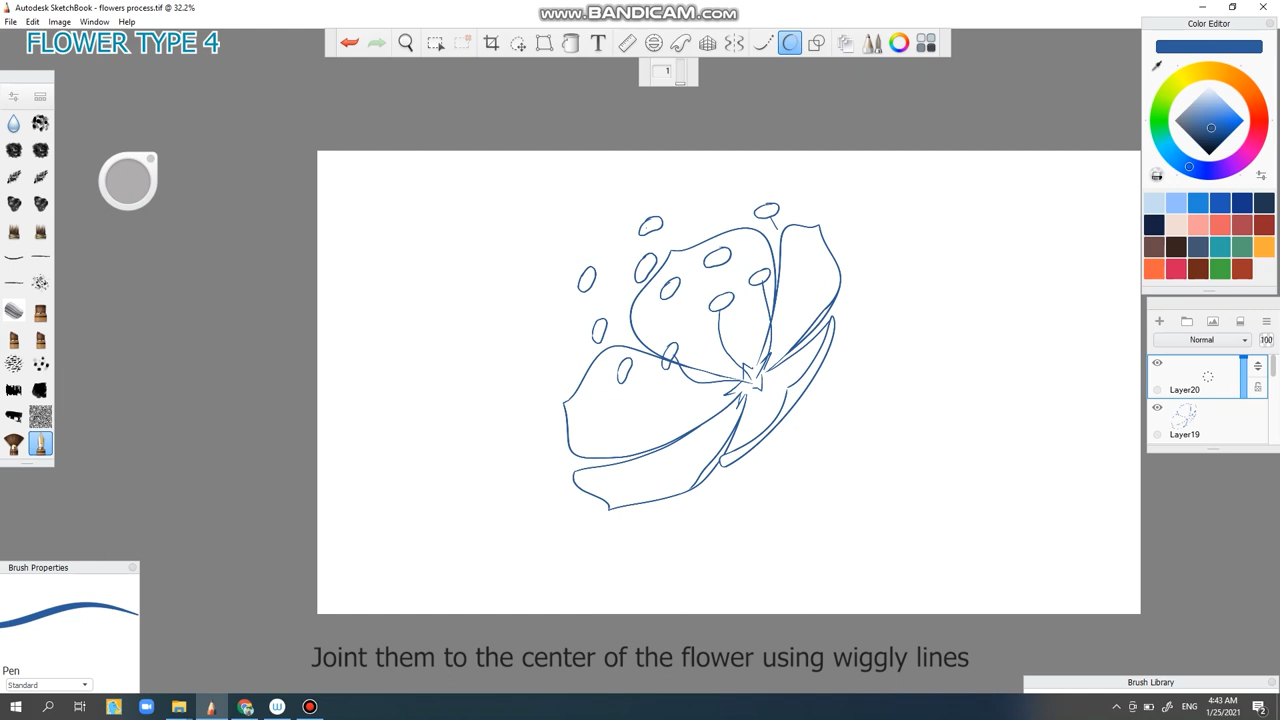 Autodesk SketchBook - flowers process.tif @ 32.2%
www.BANDICAM.com
File Edit Image Window Help
FLOWER TYPE 4
Color Editor
1
Normal
100
Layer20
Layer19
Brush Properties
Pen
Standard
Joint them to the center of the flower using wiggly lines
Brush Library
ENG
4:43 AM
1/25/2021
2